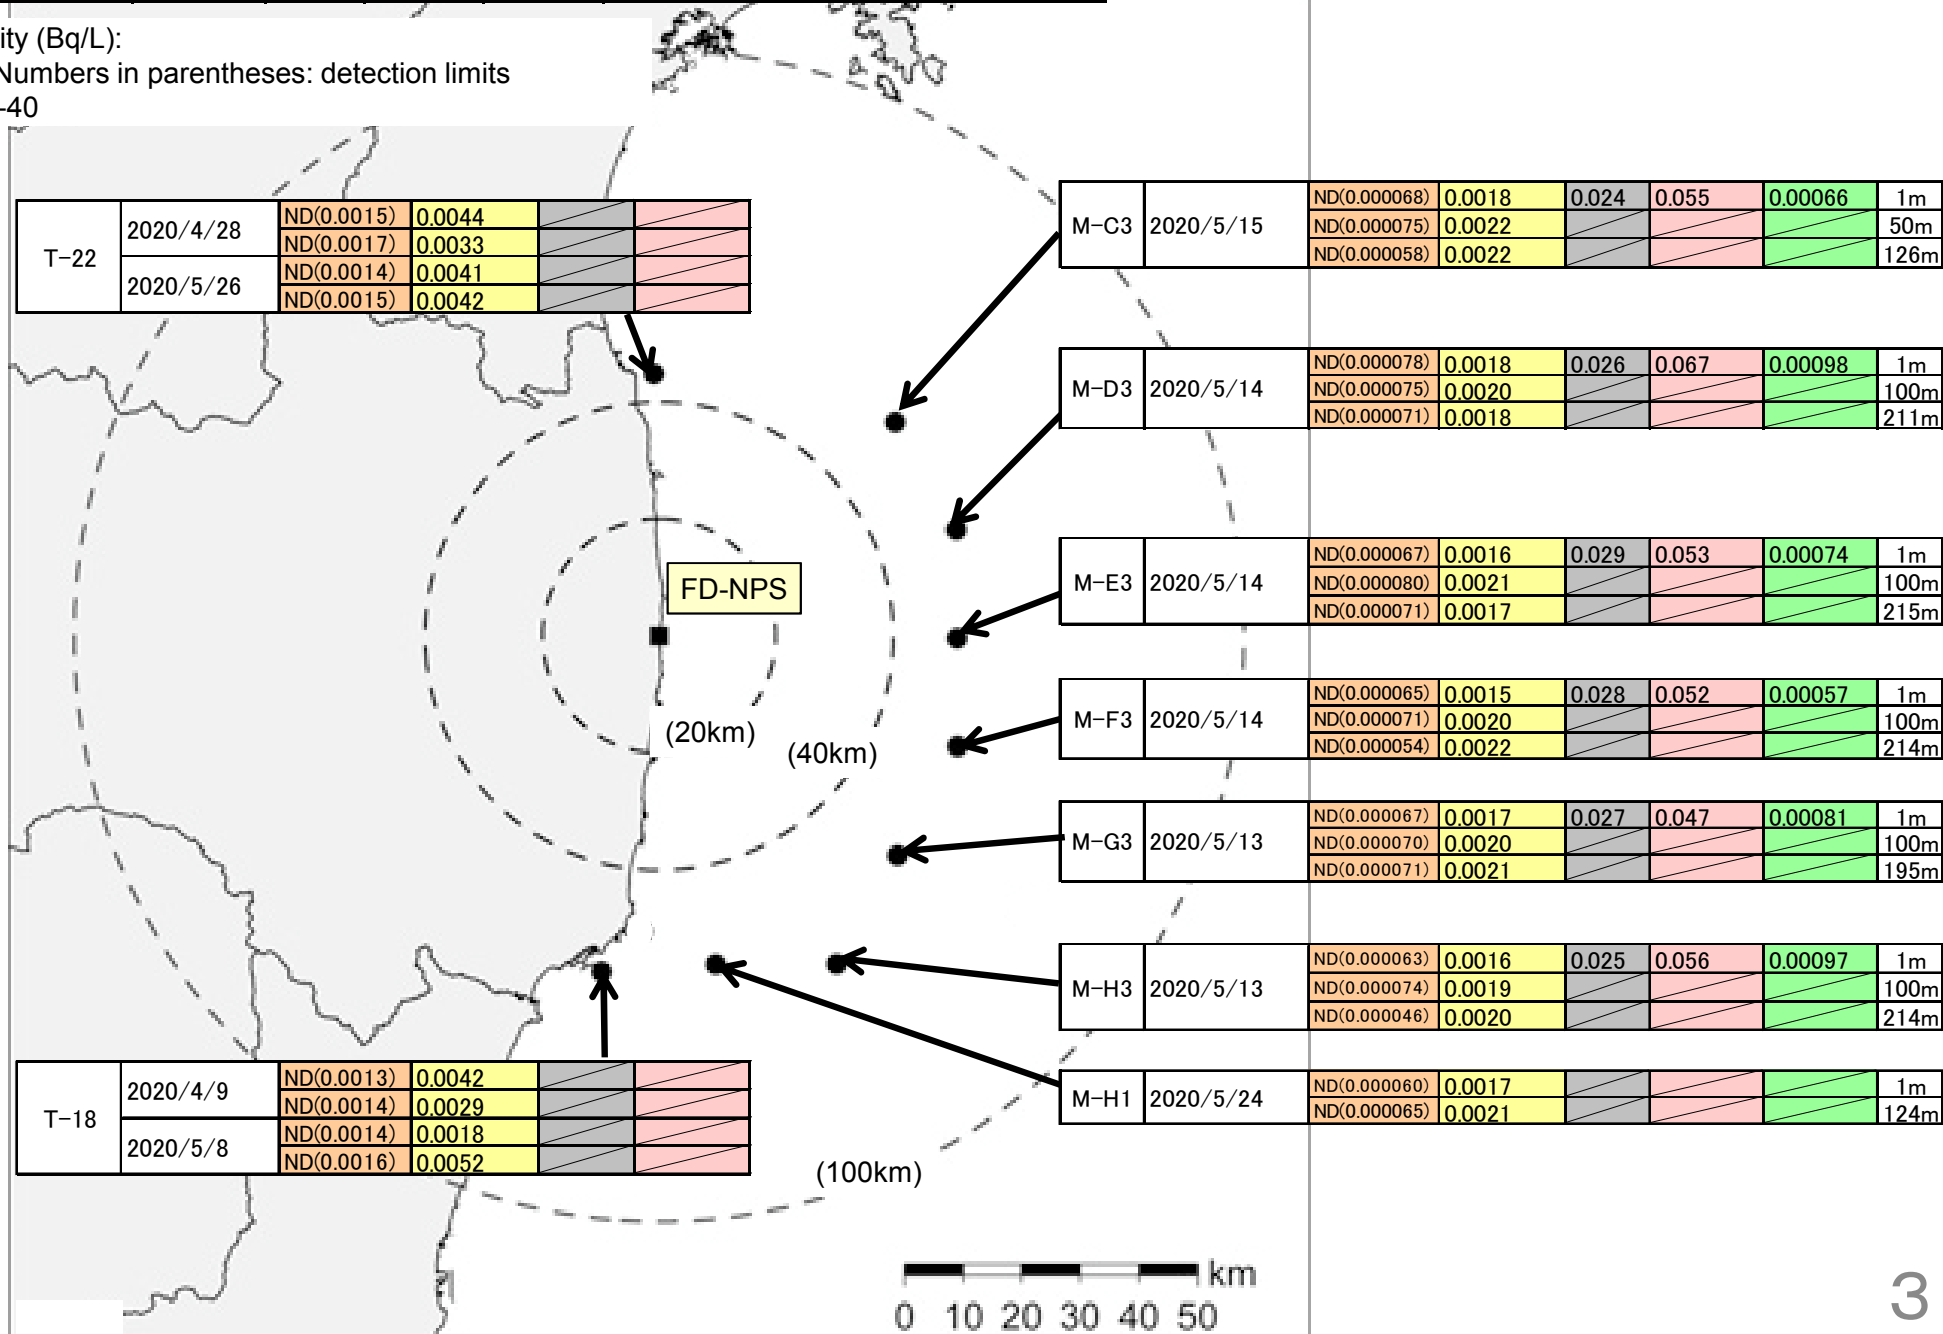 ity (Bq/L):
Numbers in parentheses: detection limits
-40
T-22
2020/4/28
ND(0.0015) 0.0044
ND(0.0017) 0.0033
2020/5/26
ND(0.0014) 0.0041
ND(0.0015) 0.0042
M-C3 2020/5/15
ND(0.000068) 0.0018 0.024 0.055 0.00066 1m
ND(0.000075) 0.0022 50m
ND(0.000058) 0.0022 126m
M-D3 2020/5/14
ND(0.000078) 0.0018 0.026 0.067 0.00098 1m
ND(0.000075) 0.0020 100m
ND(0.000071) 0.0018 211m
M-E3 2020/5/14
ND(0.000067) 0.0016 0.029 0.053 0.00074 1m
ND(0.000080) 0.0021 100m
ND(0.000071) 0.0017 215m
FD-NPS
(20km)
(40km)
M-F3 2020/5/14
ND(0.000065) 0.0015 0.028 0.052 0.00057 1m
ND(0.000071) 0.0020 100m
ND(0.000054) 0.0022 214m
M-G3 2020/5/13
ND(0.000067) 0.0017 0.027 0.047 0.00081 1m
ND(0.000070) 0.0020 100m
ND(0.000071) 0.0021 195m
M-H3 2020/5/13
ND(0.000063) 0.0016 0.025 0.056 0.00097 1m
ND(0.000074) 0.0019 100m
ND(0.000046) 0.0020 214m
M-H1 2020/5/24
ND(0.000060) 0.0017 1m
ND(0.000065) 0.0021 124m
T-18
2020/4/9
ND(0.0013) 0.0042
ND(0.0014) 0.0029
2020/5/8
ND(0.0014) 0.0018
ND(0.0016) 0.0052
(100km)
km
0 10 20 30 40 50
3